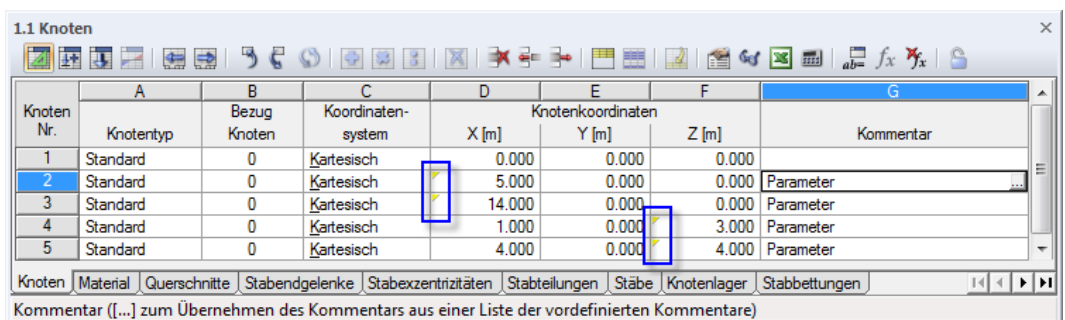 1.1 Knoten
ab= fx fx
A B C D E F G
Knoten Bezug Koordinaten- Knotenkoordinaten
Nr. Knotentyp Knoten system X [m] Y [m] Z [m] Kommentar
1 Standard 0 Kartesisch 0.000 0.000 0.000
2 Standard 0 Kartesisch 5.000 0.000 0.000 Parameter ...
3 Standard 0 Kartesisch 14.000 0.000 0.000 Parameter
4 Standard 0 Kartesisch 1.000 0.000 3.000 Parameter
5 Standard 0 Kartesisch 4.000 0.000 4.000 Parameter
Knoten Material Querschnitte Stabendgelenke Stabexzentrizitäten Stabteilungen Stäbe Knotenlager Stabbettungen
Kommentar ([...] zum Übernehmen des Kommentars aus einer Liste der vordefinierten Kommentare)